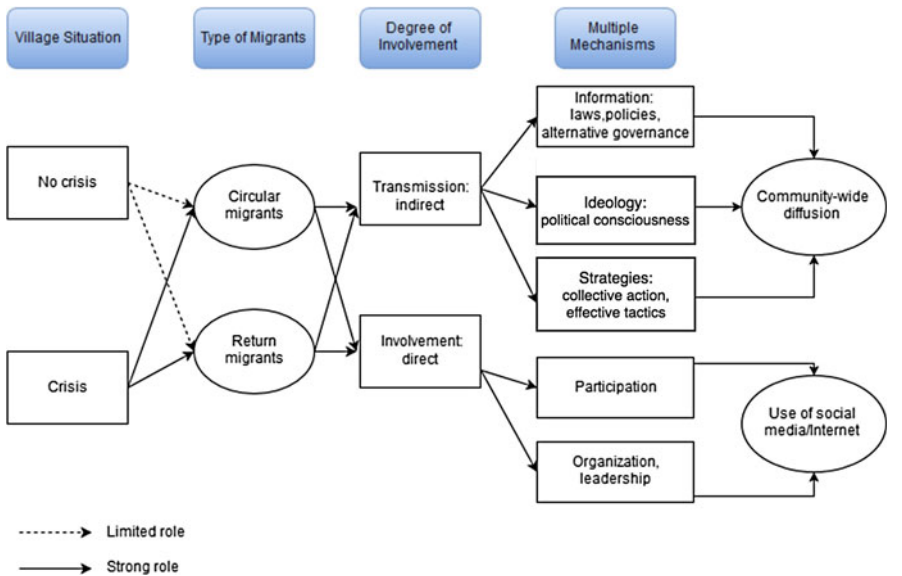 Village Situation
Type of Migrants
Degree of
Involvement
Multiple
Mechanisms
No crisis
Crisis
Circular
migrants
Return
migrants
Transmission:
indirect
Involvement:
direct
Information:
laws,policies,
alternative governance
Ideology:
political consciousness
Strategies:
collective action,
effective tactics
Participation
Organization,
leadership
Community-wide
diffusion
Use of social
media/Internet
Limited role
Strong role